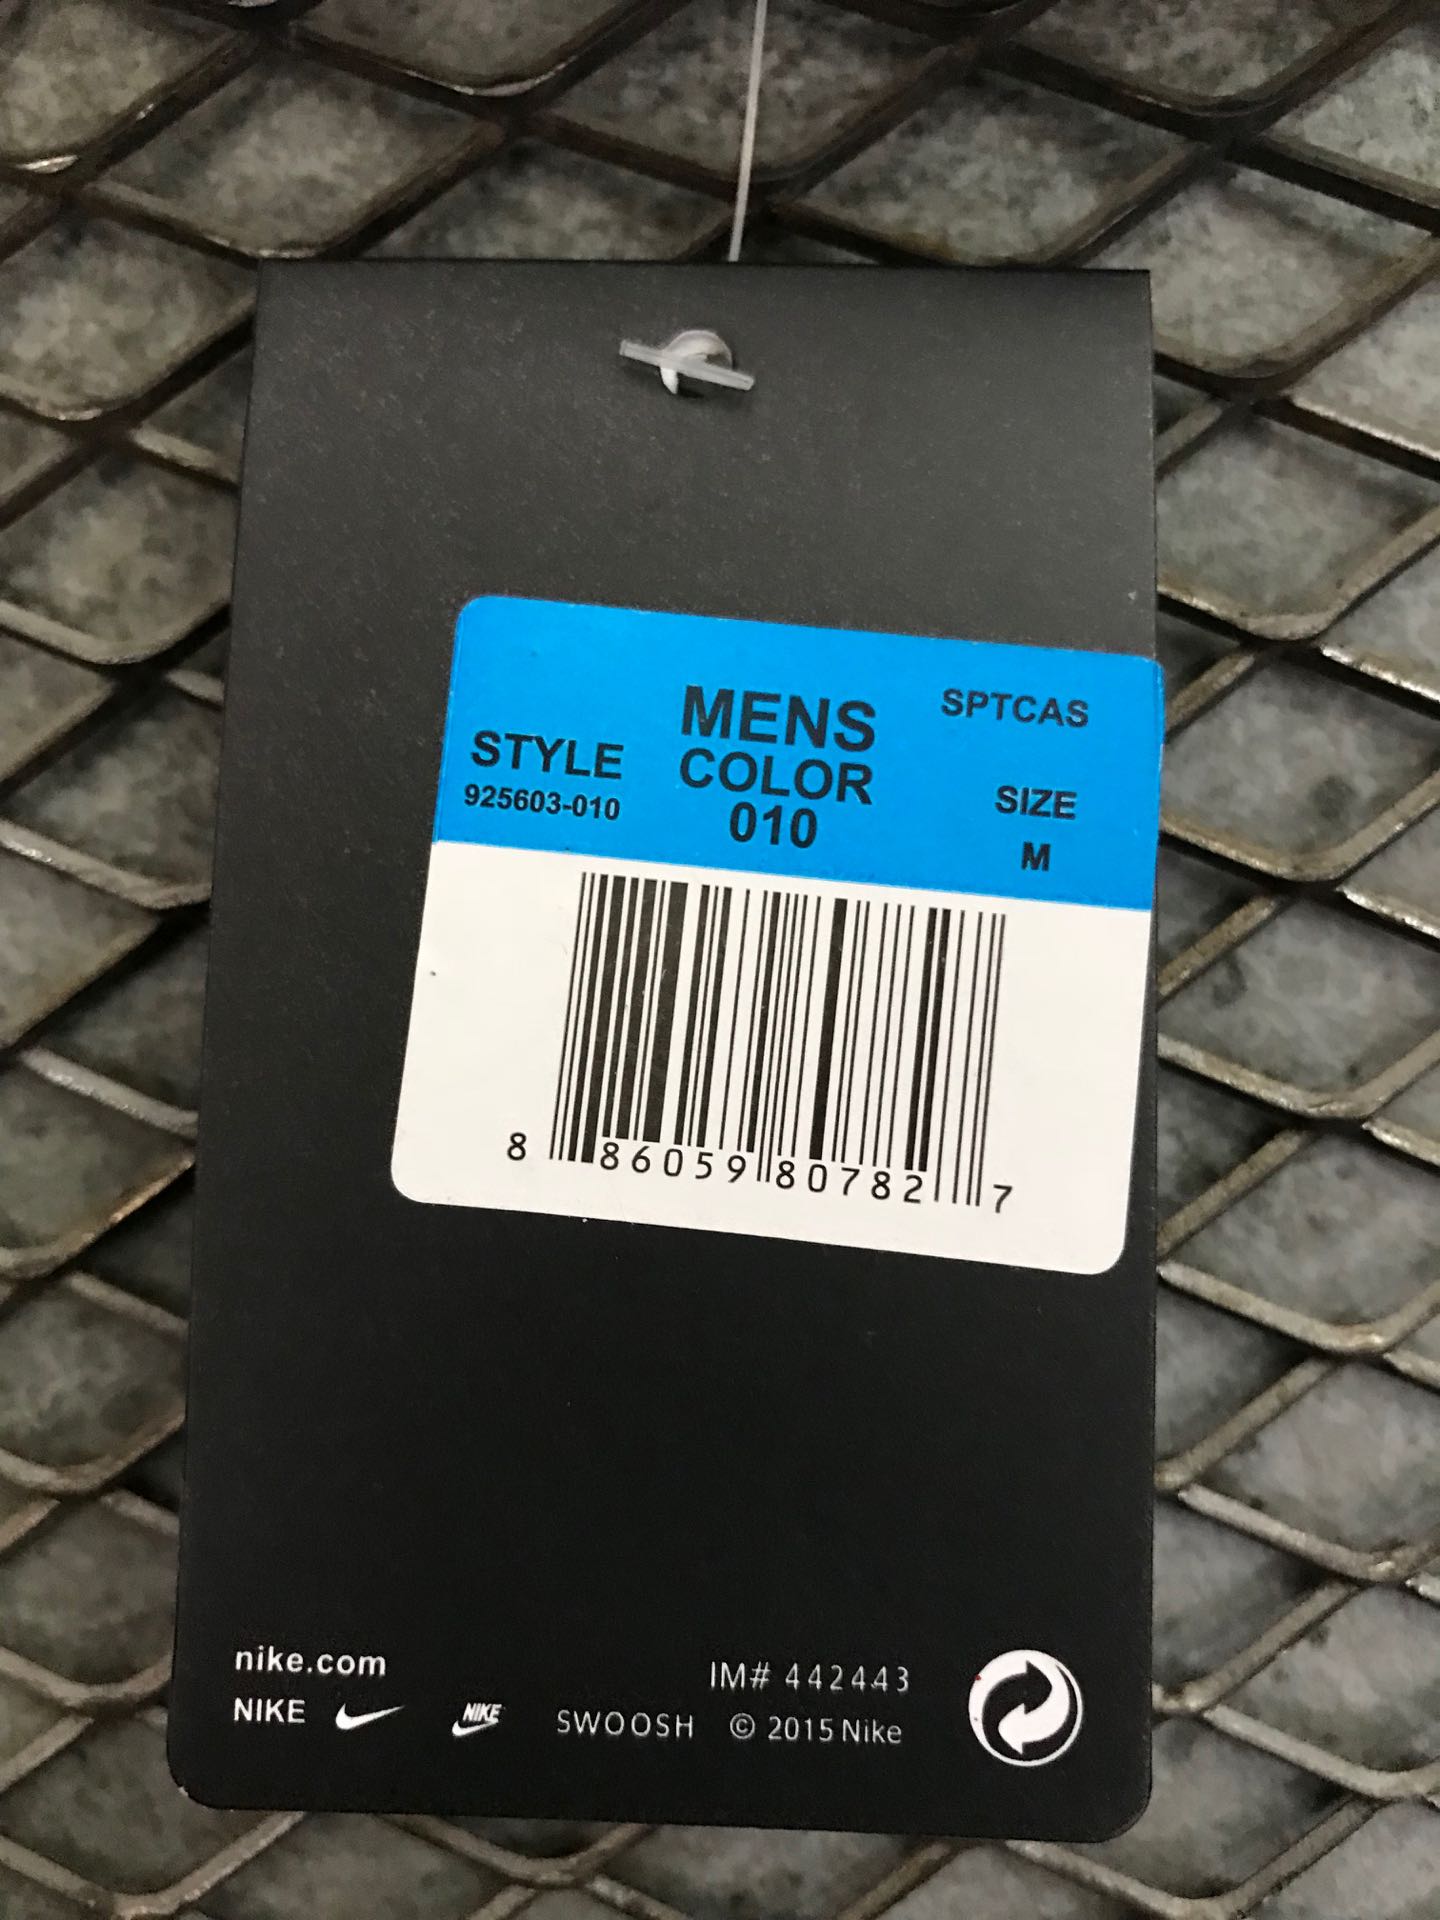 MENS
SPTCAS
STYLE
COLOR
SIZE
925603-010
010
M
8 86059 80782 7
nike.com
IM# 442443
NIKE NIKE SWOOSH © 2015 Nike